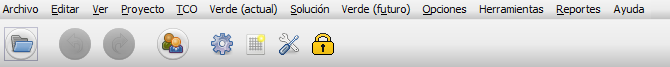 Archivo Editar Ver Proyecto TCO Verde (actual) Solución Verde (futuro) Opciones Herramientas Reportes Ayuda